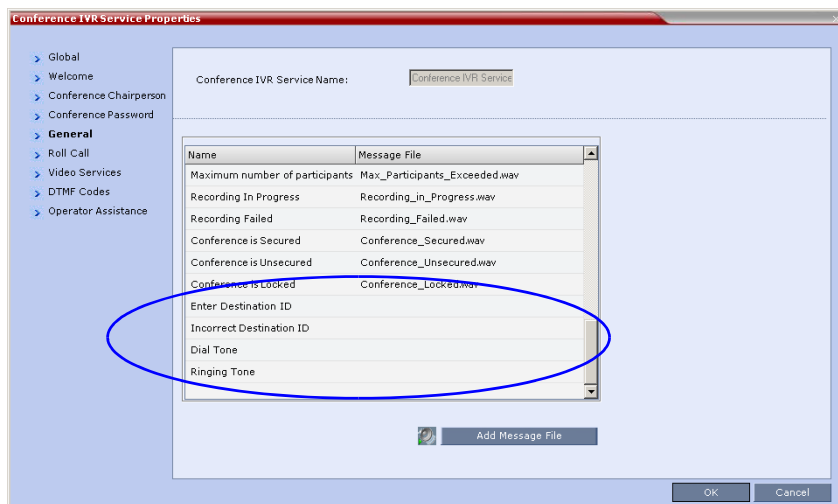 Conference IVR Service Properties
Global
Welcome
Conference Chairperson
Conference Password
General
Roll Call
Video Services
DTMF Codes
Operator Assistance
Conference IVR Service Name: Conference IVR Service
Name Message File
Maximum number of participants Max_Participants_Exceeded.wav
Recording In Progress Recording_in_Progress.wav
Recording Failed Recording_Failed.wav
Conference is Secured Conference_Secured.wav
Conference is Unsecured Conference_Unsecured.wav
Conference is Locked Conference_Locked.wav
Enter Destination ID
Incorrect Destination ID
Dial Tone
Ringing Tone
Add Message File
OK Cancel